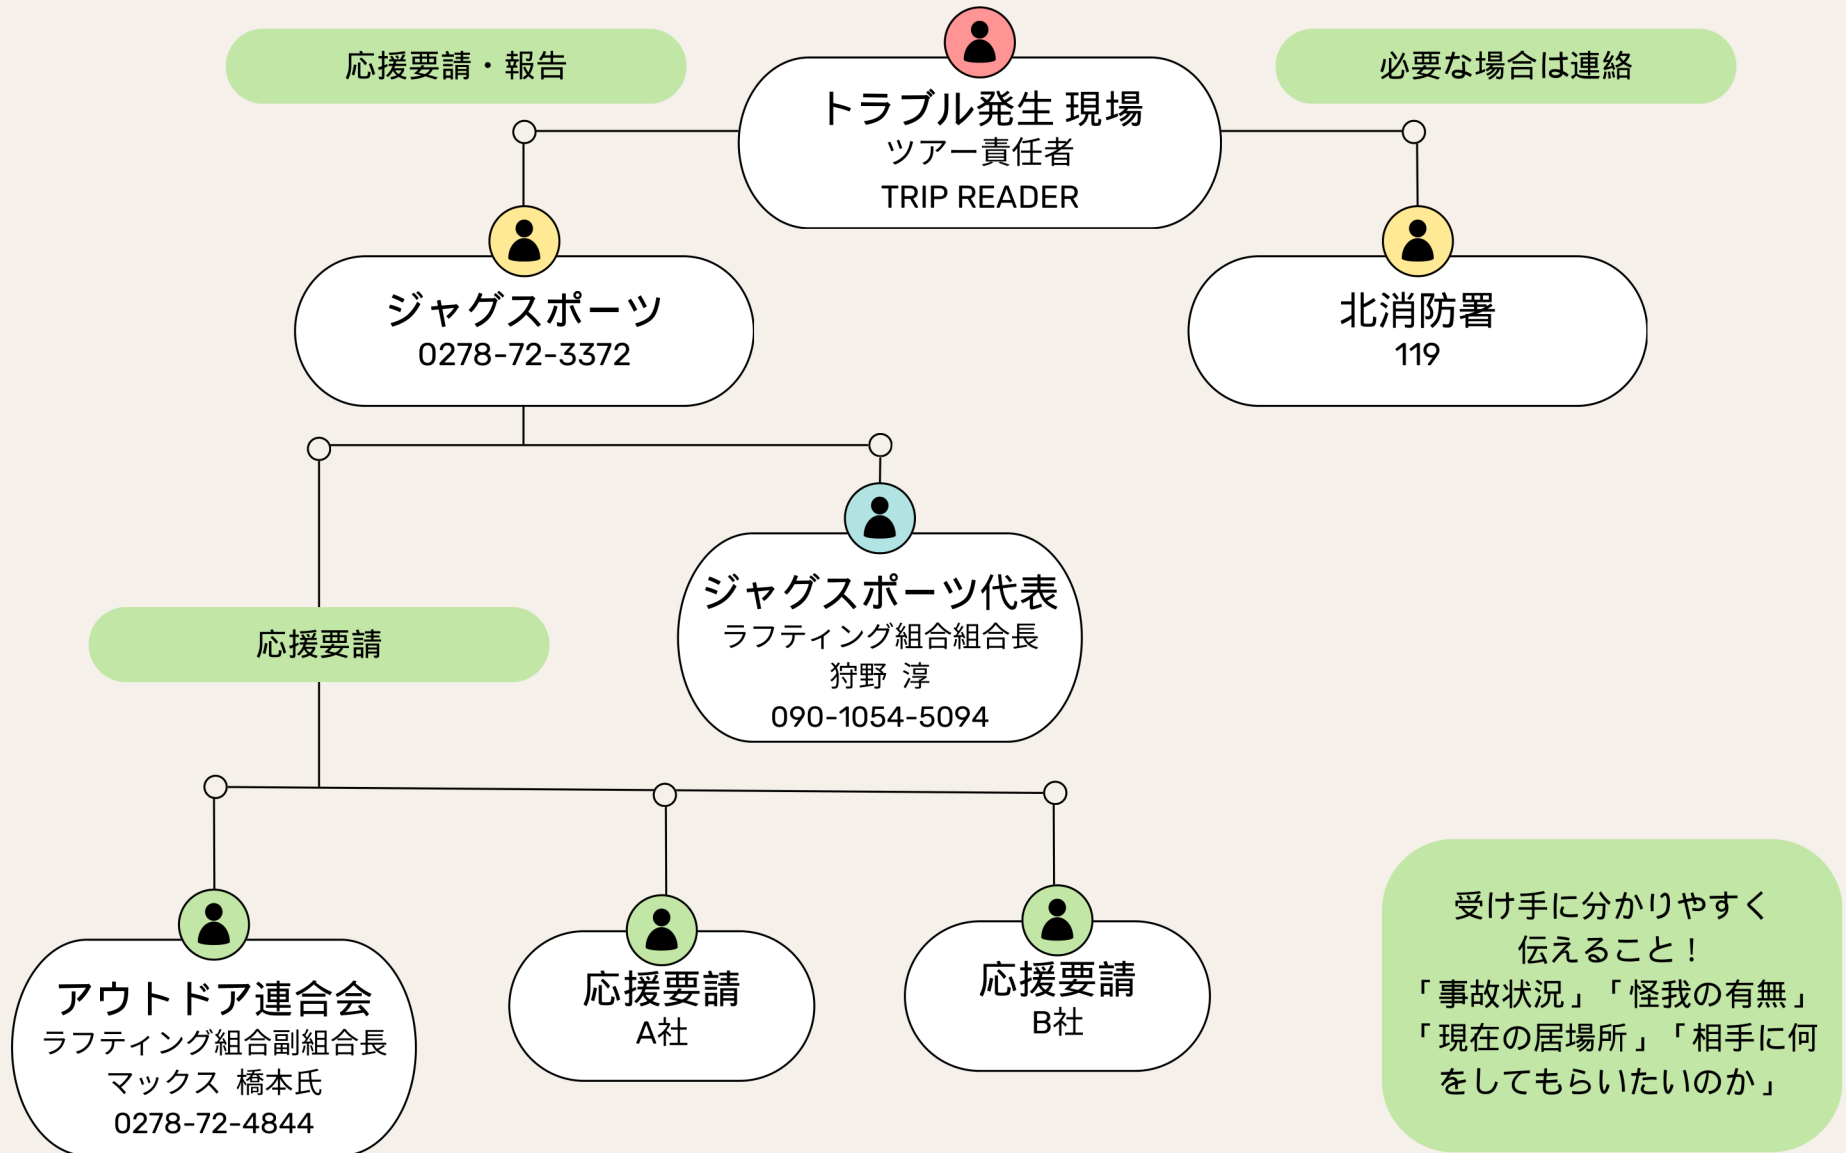 応援要請・報告
トラブル発生 現場
ツアー責任者
TRIP READER
必要な場合は連絡
ジャグスポーツ
0278-72-3372
北消防署
119
ジャグスポーツ代表
ラフティング組合組合長
狩野 淳
090-1054-5094
応援要請
アウトドア連合会
ラフティング組合副組合長
マックス 橋本氏
0278-72-4844
応援要請
A社
応援要請
B社
受け手に分かりやすく
伝えること！
「事故状況」「怪我の有無」
「現在の居場所」「相手に何
をしてもらいたいのか」